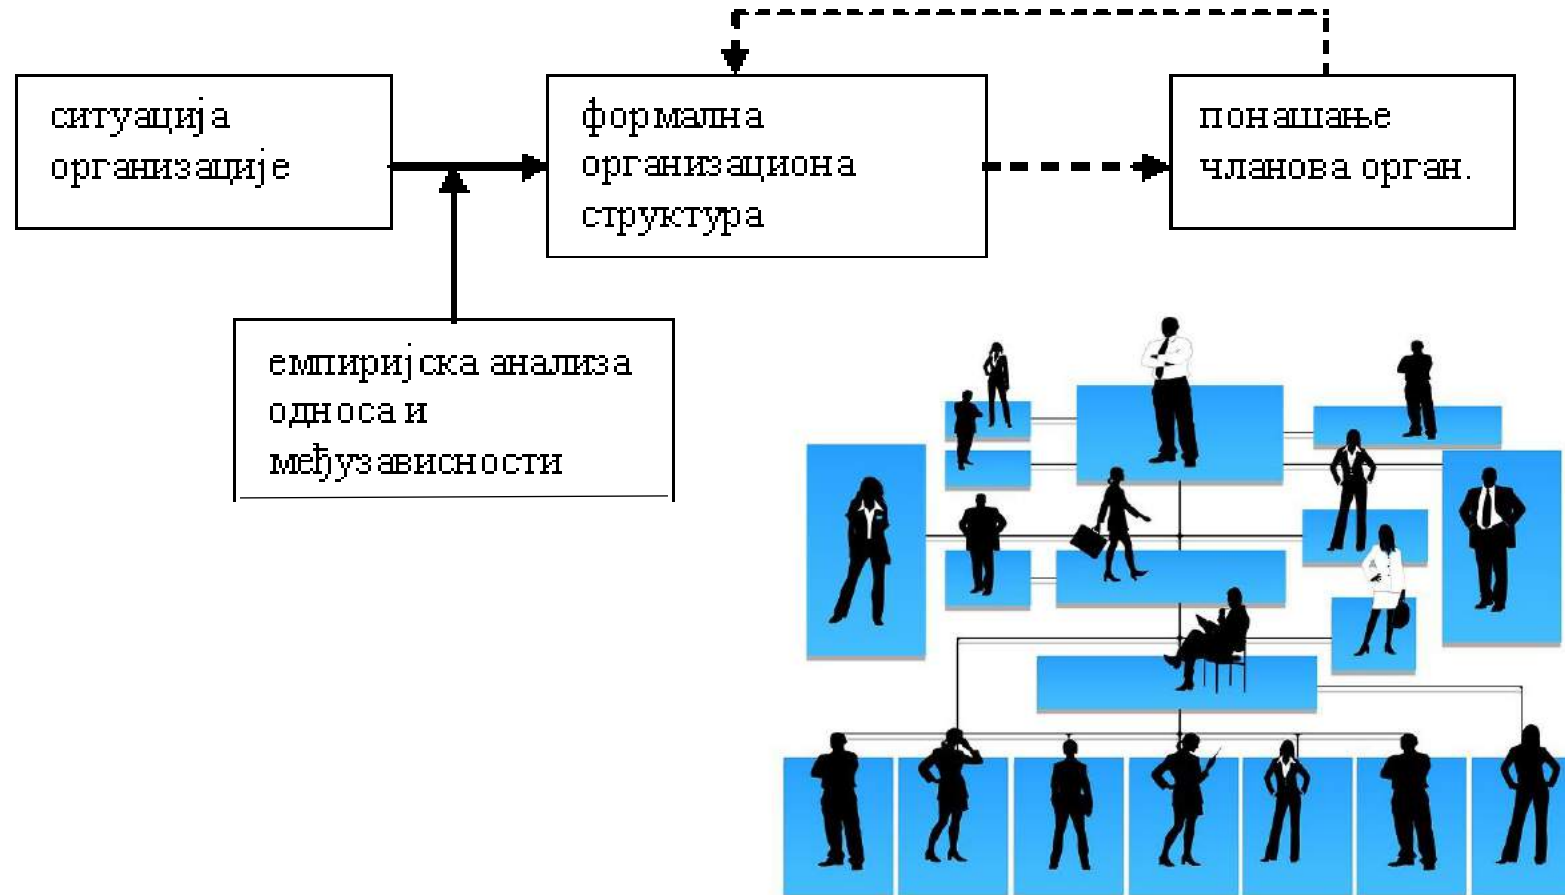 ситуација
организације
формална
организациона
структура
понашање
чланова орган.
емпиријска анализа
односа и
међузависности